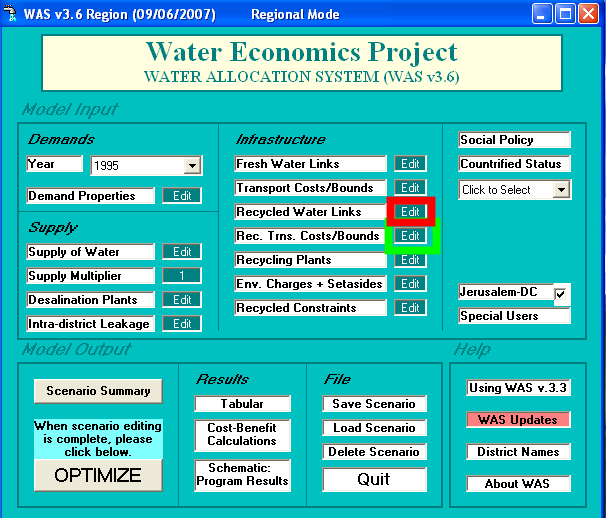 WAS v3.6 Region (09/06/2007) Regional Mode
Water Economics Project
WATER ALLOCATION SYSTEM (WAS v3.6)
Model Input
Demands
Year 1995
Demand Properties Edit
Supply
Supply of Water Edit
Supply Multiplier 1
Desalination Plants Edit
Intra-district Leakage Edit
Infrastructure
Fresh Water Links Edit
Transport Costs/Bounds Edit
Recycled Water Links Edit
Rec. Trns. Costs/Bounds Edit
Recycling Plants Edit
Env. Charges + Setasides Edit
Recycled Constraints Edit
Social Policy
Countrified Status
Click to Select
Jerusalem-DC
Special Users
Model Output
Scenario Summary
When scenario editing
is complete, please
click below.
OPTIMIZE
Results
Tabular
Cost-Benefit
Calculations
Schematic:
Program Results
File
Save Scenario
Load Scenario
Delete Scenario
Quit
Help
Using WAS v.3.3
WAS Updates
District Names
About WAS